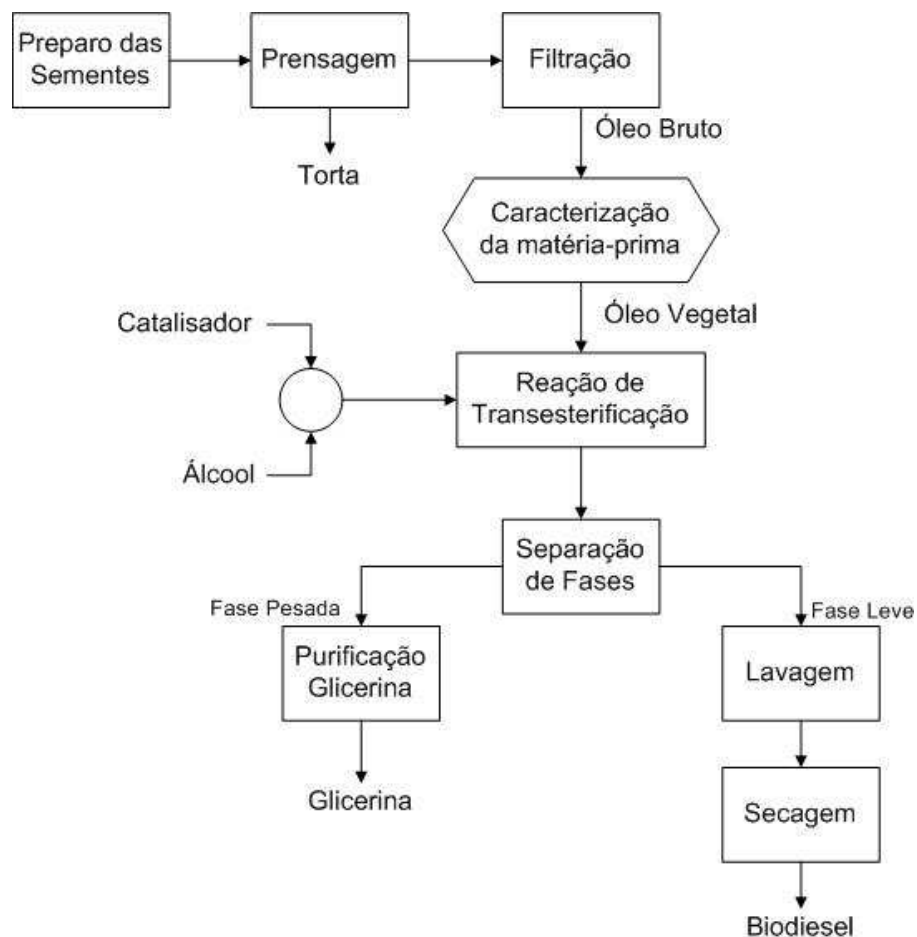 Preparo das
Sementes
Prensagem
Filtração
Óleo Bruto
Torta
Caracterização
da matéria-prima
Óleo Vegetal
Catalisador
Reação de
Transesterificação
Álcool
Separação
de Fases
Fase Pesada
Fase Leve
Purificação
Glicerina
Lavagem
Glicerina
Secagem
Biodiesel